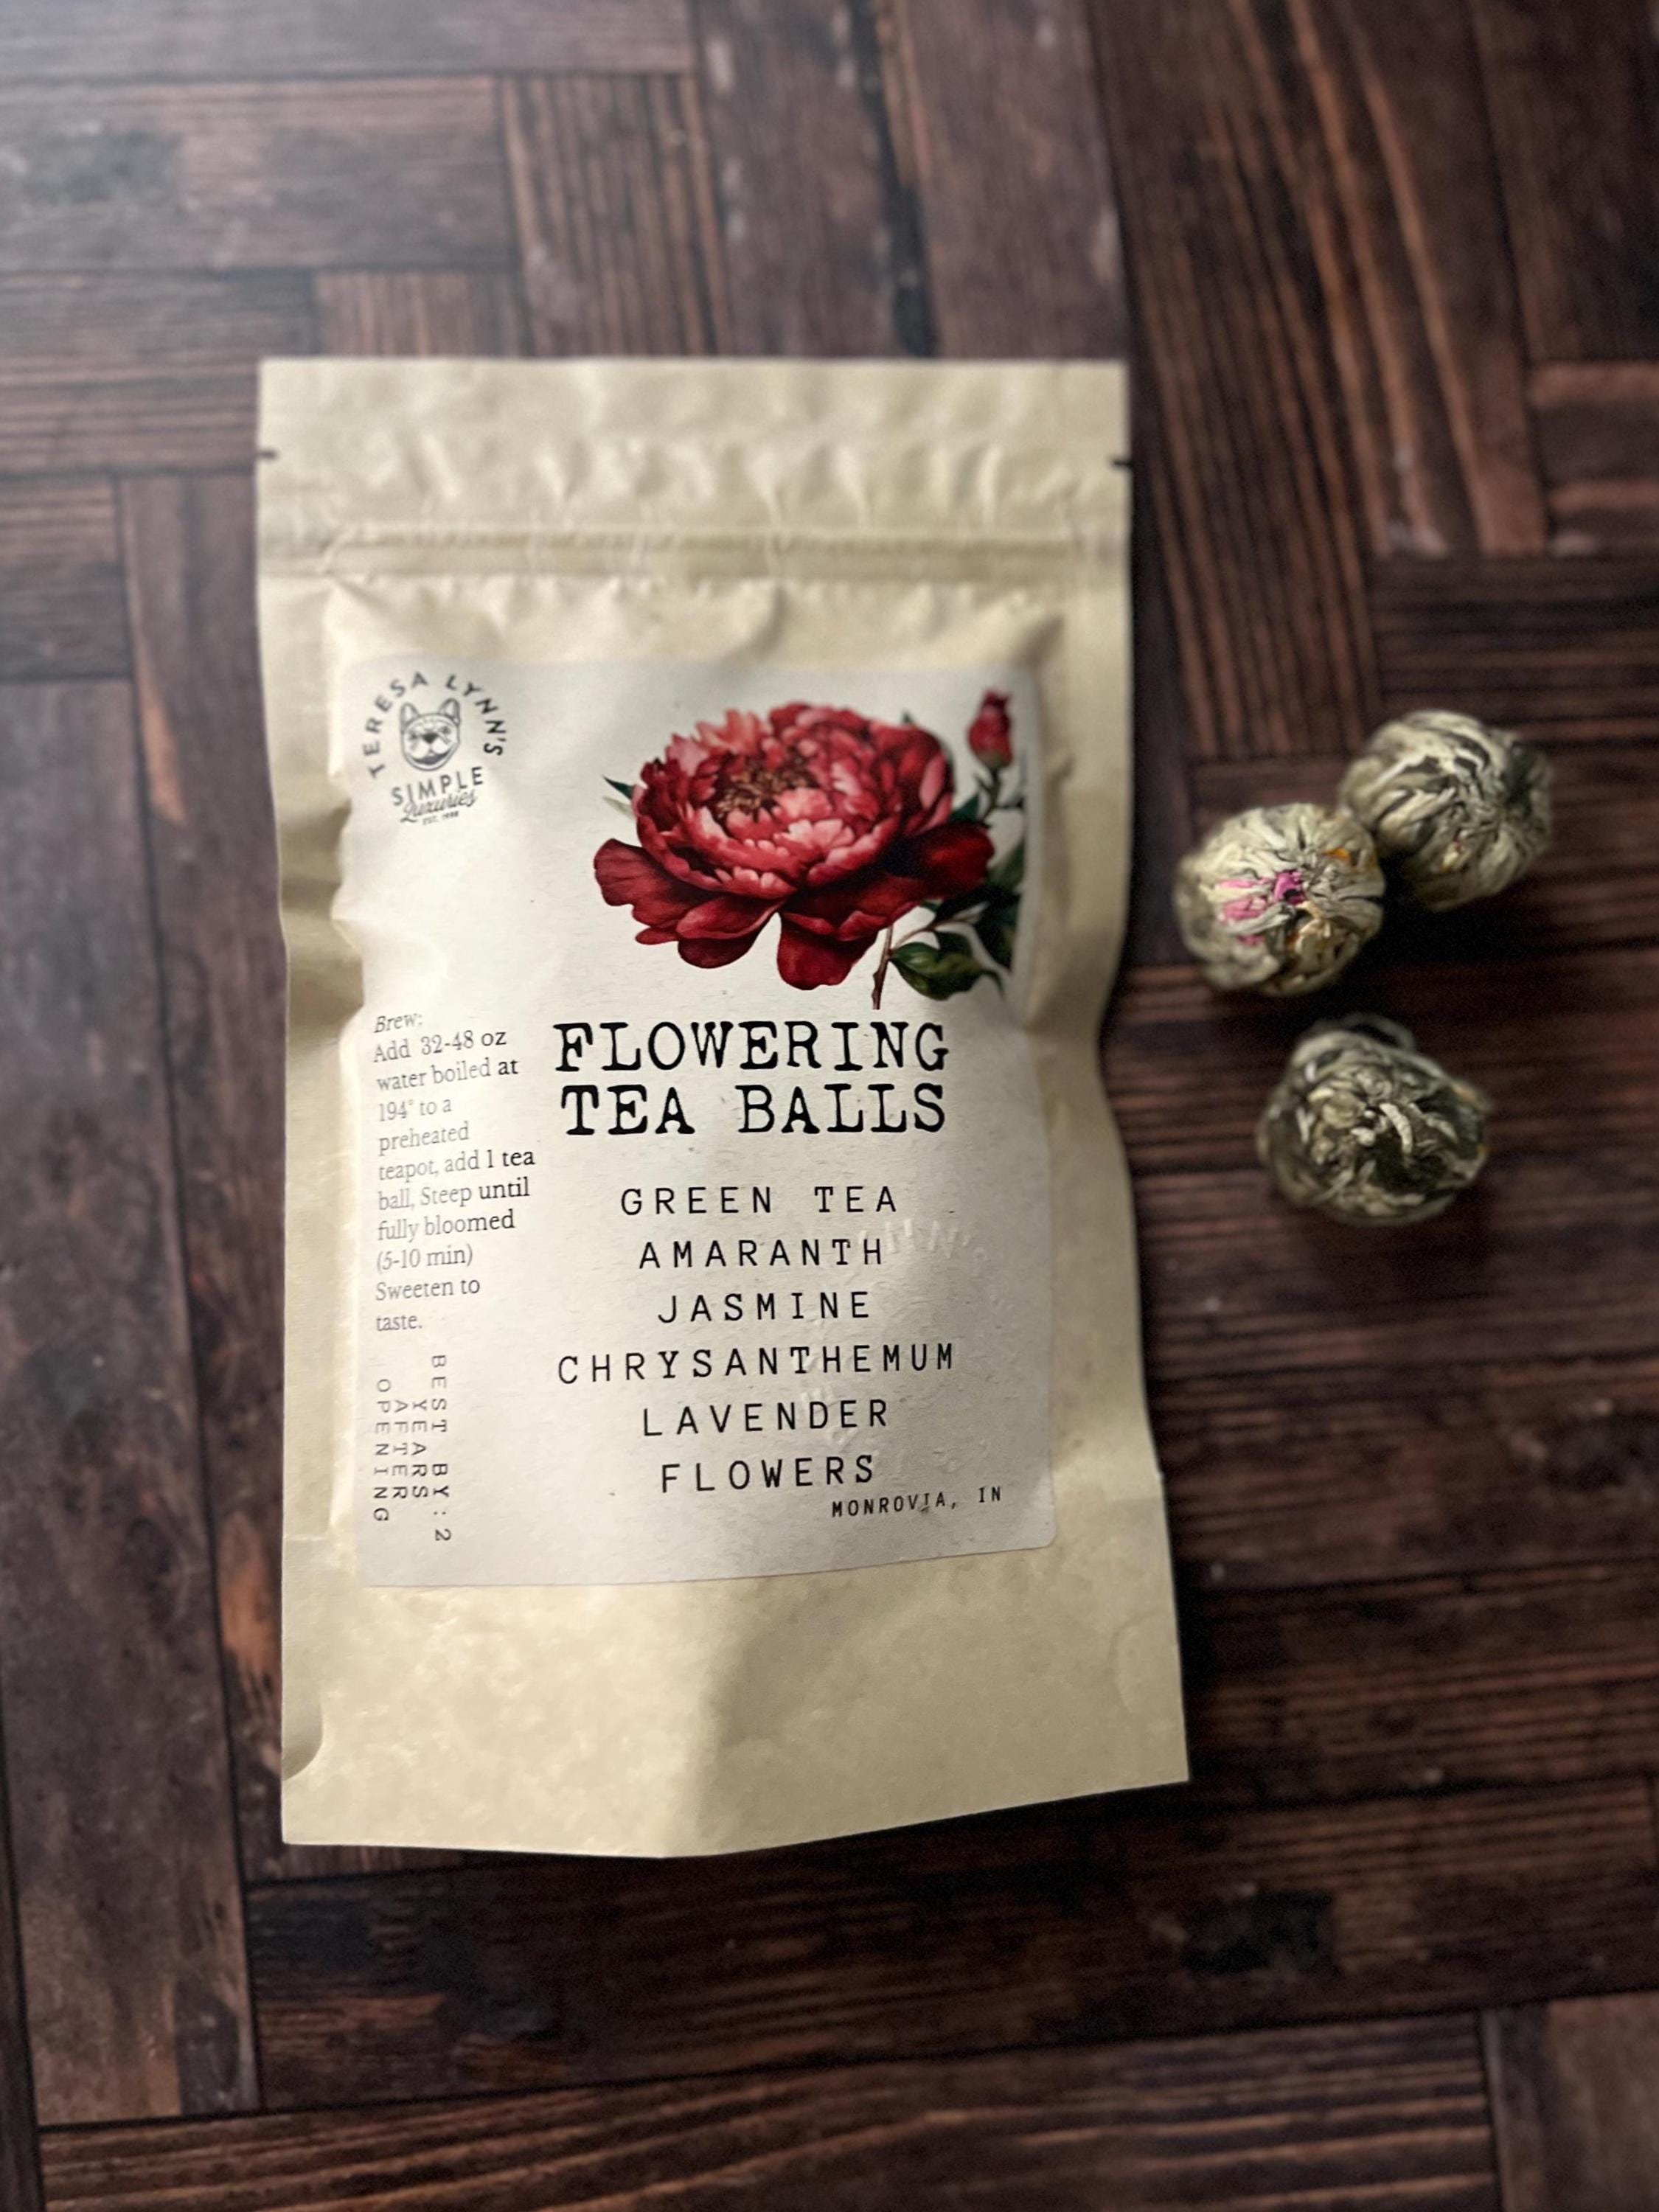 TERESA LYNN'S
SIMPLE
Luxuries
EST. 1998
FLOWERING
TEA BALLS
GREEN TEA
AMARANTH
JASMINE
CHRYSANTHEMUM
LAVENDER
FLOWERS
MONROVIA, IN
Brew:
Add 32-48 oz
water boiled at
194° to a
preheated
teapot, add 1 tea
ball, Steep until
fully bloomed
(5-10 min)
Sweeten to
taste.
BEST BY: 2
YEARS
AFTER
OPENING